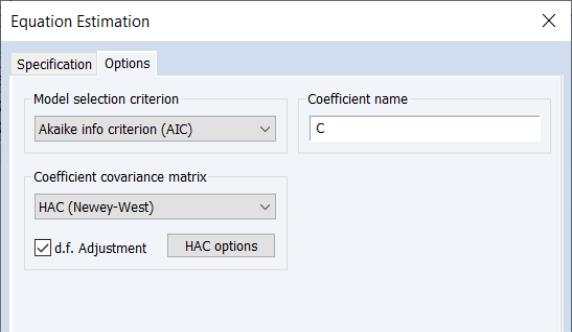 Equation Estimation
Specification
Options
Model selection criterion
Akaike info criterion (AIC)
Coefficient name
C
Coefficient covariance matrix
HAC (Newey-West)
d.f. Adjustment
HAC options